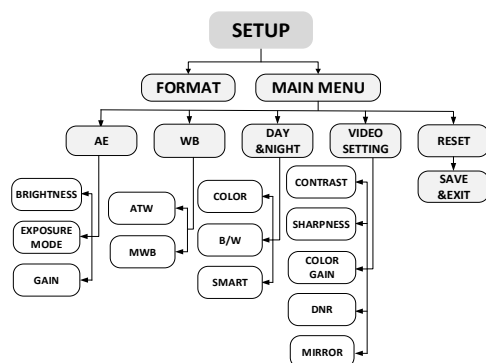 SETUP
FORMAT
MAIN MENU
AE
WB
DAY
&NIGHT
VIDEO
SETTING
RESET
SAVE
&EXIT
BRIGHTNESS
EXPOSURE
MODE
GAIN
ATW
MWB
COLOR
B/W
SMART
CONTRAST
SHARPNESS
COLOR
GAIN
DNR
MIRROR